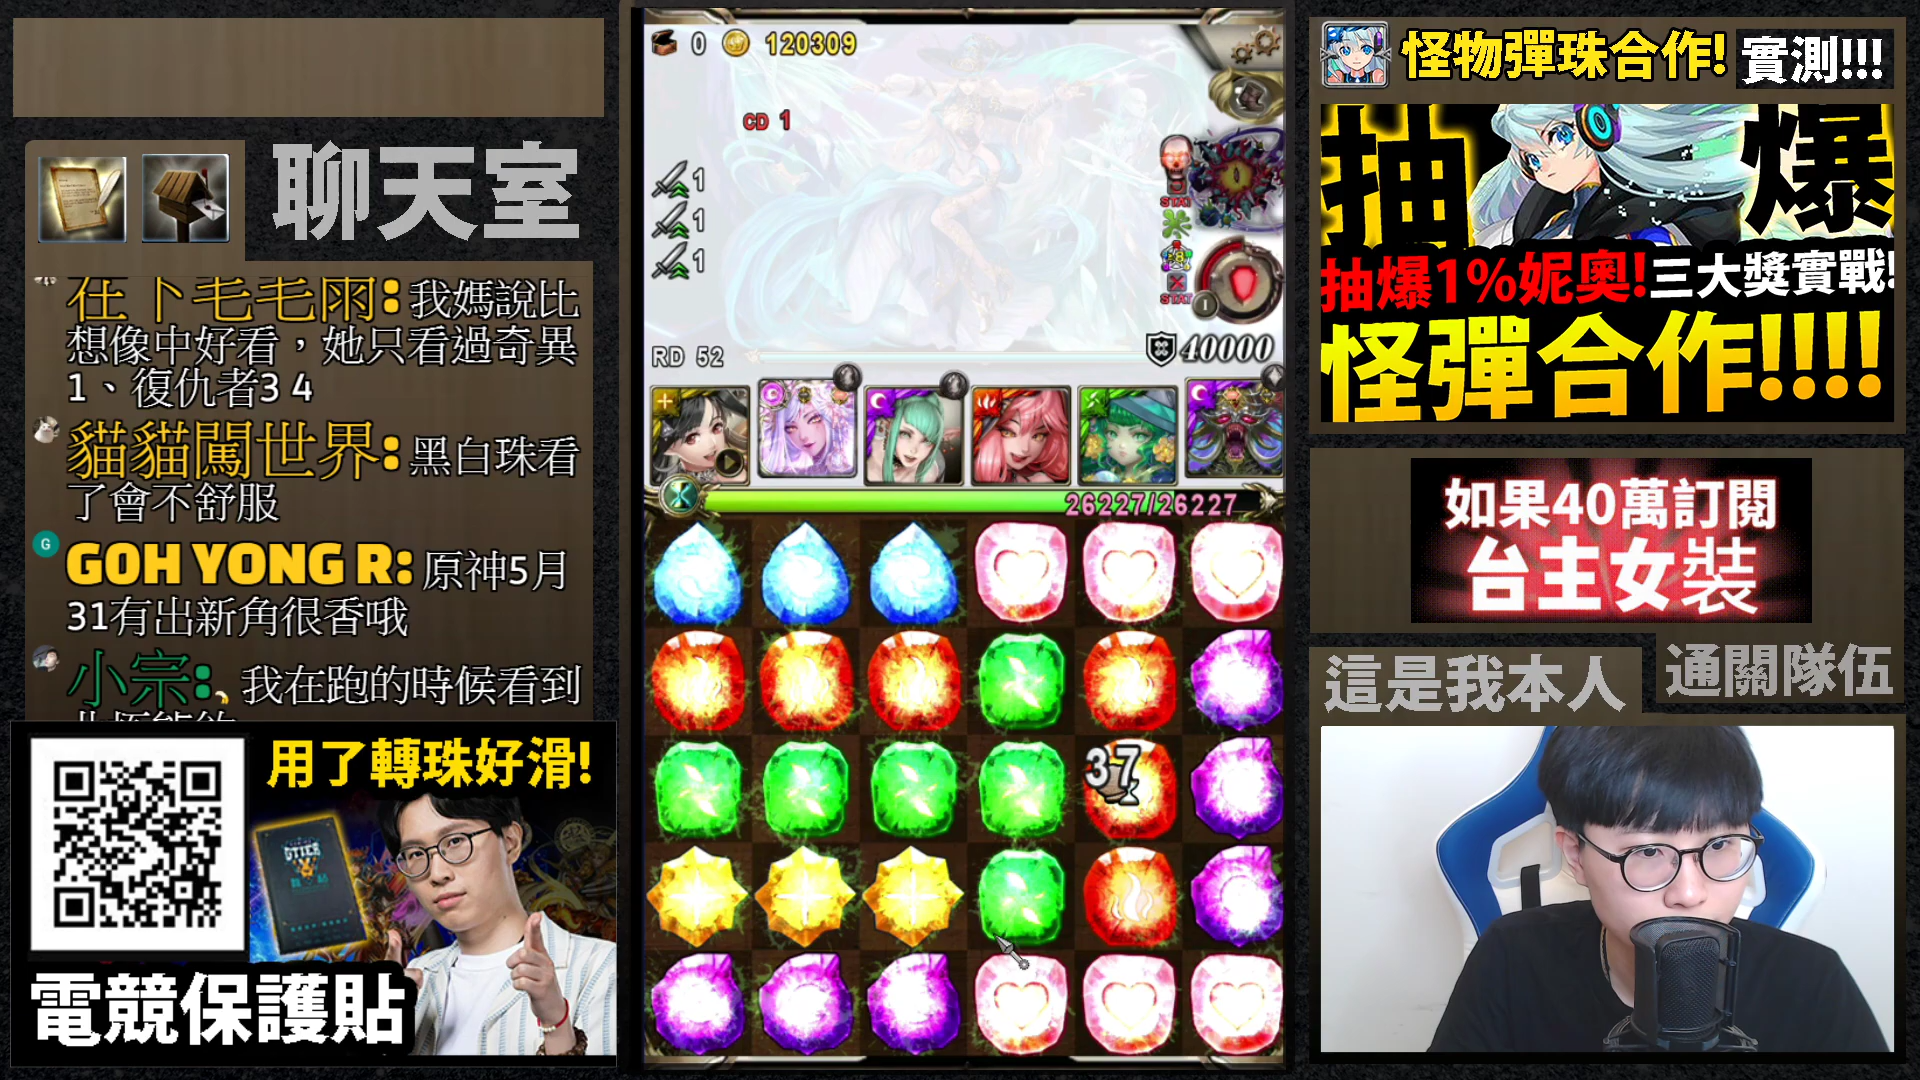 聊天室
在卜毛毛雨:我媽說比
想像中好看，她只看過奇異
1、復仇者3 4
貓貓闖世界:黑白珠看
了會不舒服
GOH YONG R:原神5月
31有出新角很香哦
小宗:我在跑的時候看到
用了轉珠好滑!
電競保護貼
0 120309
CD 1
1
1
1
RD 52
40000
26227/26227
37
怪物彈珠合作! 實測!!!
抽爆
抽爆1%妮奧!三大獎實戰!
怪彈合作!!!!
如果40萬訂閱
台主女裝
這是我本人
通關隊伍